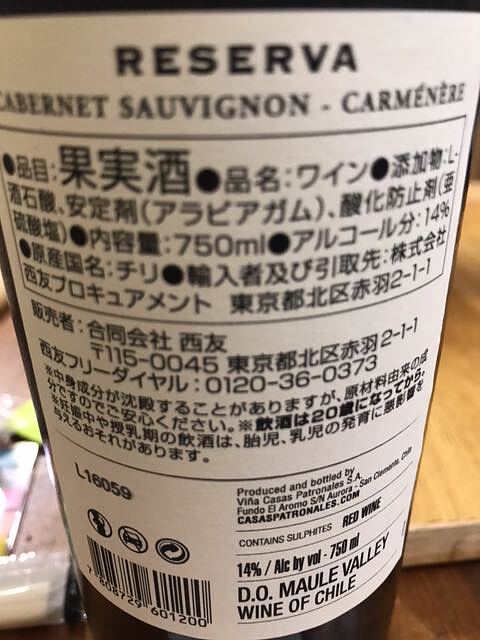 RESERVA
CABERNET SAUVIGNON - CARMÉNÈRE
●品目:果実酒●品名:ワイン●添加物:L-
酒石酸、安定剤(アラビアガム)、酸化防止剤(亜
硫酸塩)●内容量:750ml●アルコール分:14%
●原産国名:チリ●輸入者及び引取先:株式会社
西友プロキュアメント 東京都北区赤羽2-1-1
販売者:合同会社 西友
〒115-0045 東京都北区赤羽2-1-1
西友フリーダイヤル:0120-36-0373
※中身成分が沈殿することがありますが、原材料由来の成
分ですのでご安心ください。※飲酒は20歳になってから。
※妊娠中や授乳期の飲酒は、胎児、乳児の発育に悪影響を
与えるおそれがあります。
L16059
Produced and bottled by
Viña Casas Patronales S.A.
Fundo El Aromo S/N Aurora - San Clemente, Chile
CASASPATRONALES.COM
CONTAINS SULPHITES RED WINE
14% / Alc by vol - 750 ml
D.O. MAULE VALLEY
WINE OF CHILE
7 808729 601200